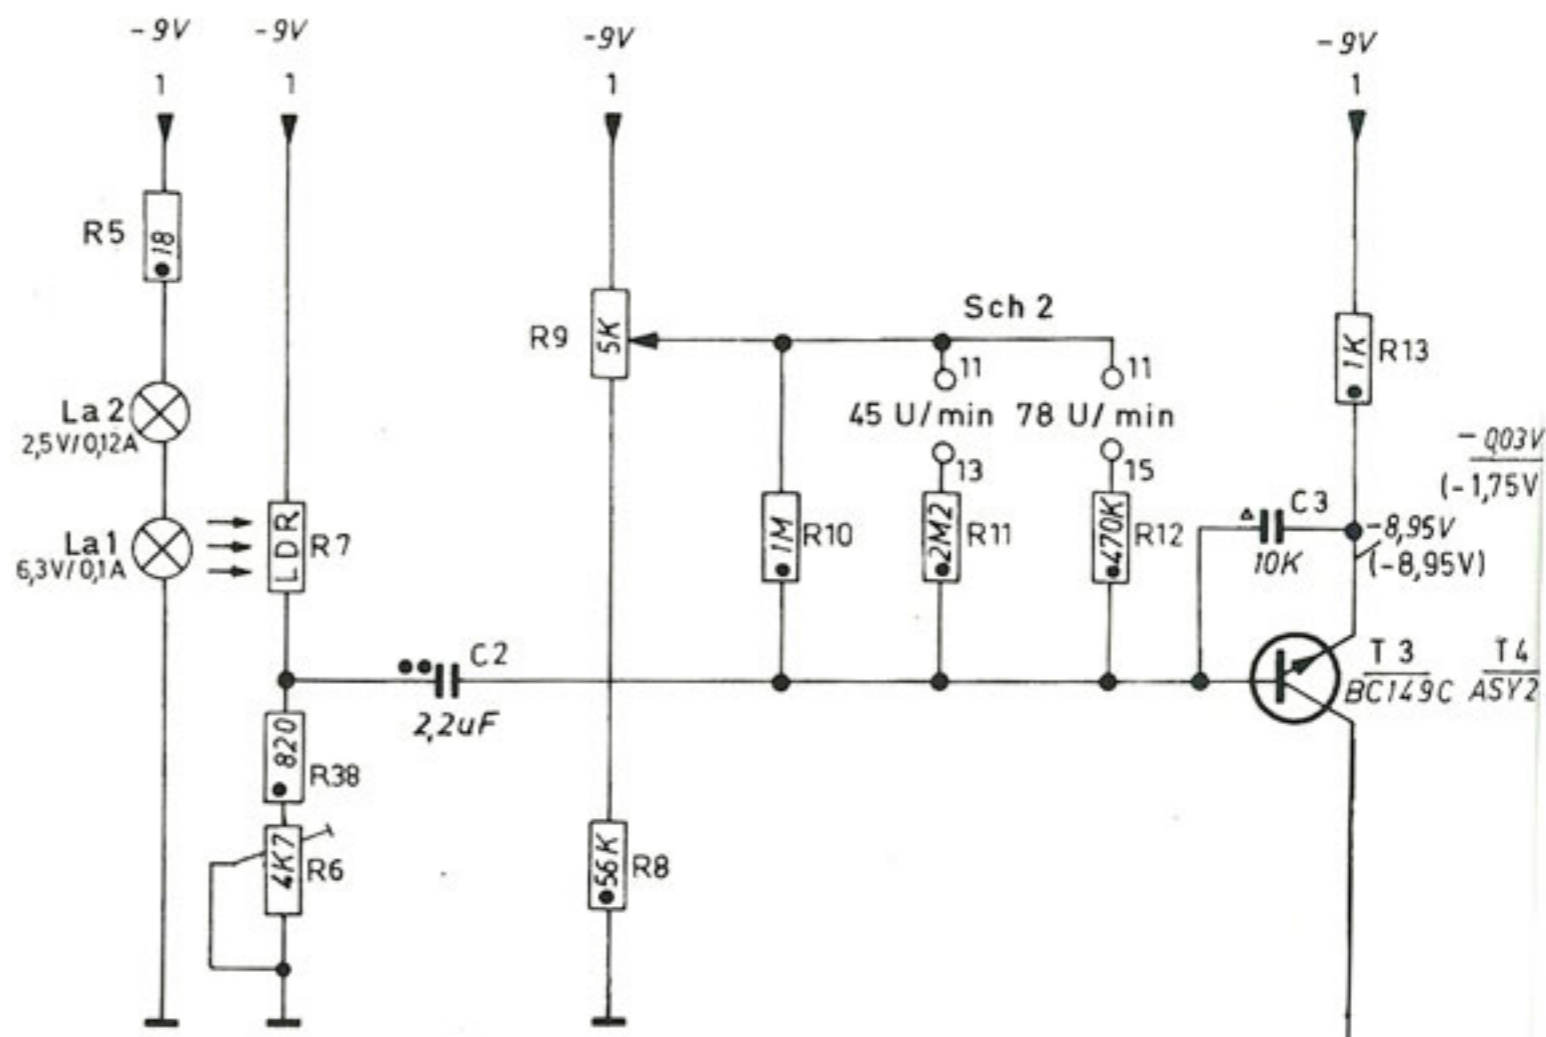 -9V
-9V
-9V
-9V
1
1
1
1
R5
18
Sch 2
R9
5K
1K
R13
11
11
La 2
2,5V/0,12A
45 U/min
78 U/min
13
15
-0,03V
(-1,75V
LDR
R7
1M
R10
2M2
R11
470K
R12
C3
10K
-8,95V
(-8,95V)
La 1
6,3V/0,1A
C2
2,2uF
T3
BC149C
T4
ASY2
820
R38
4K7
R6
56K
R8